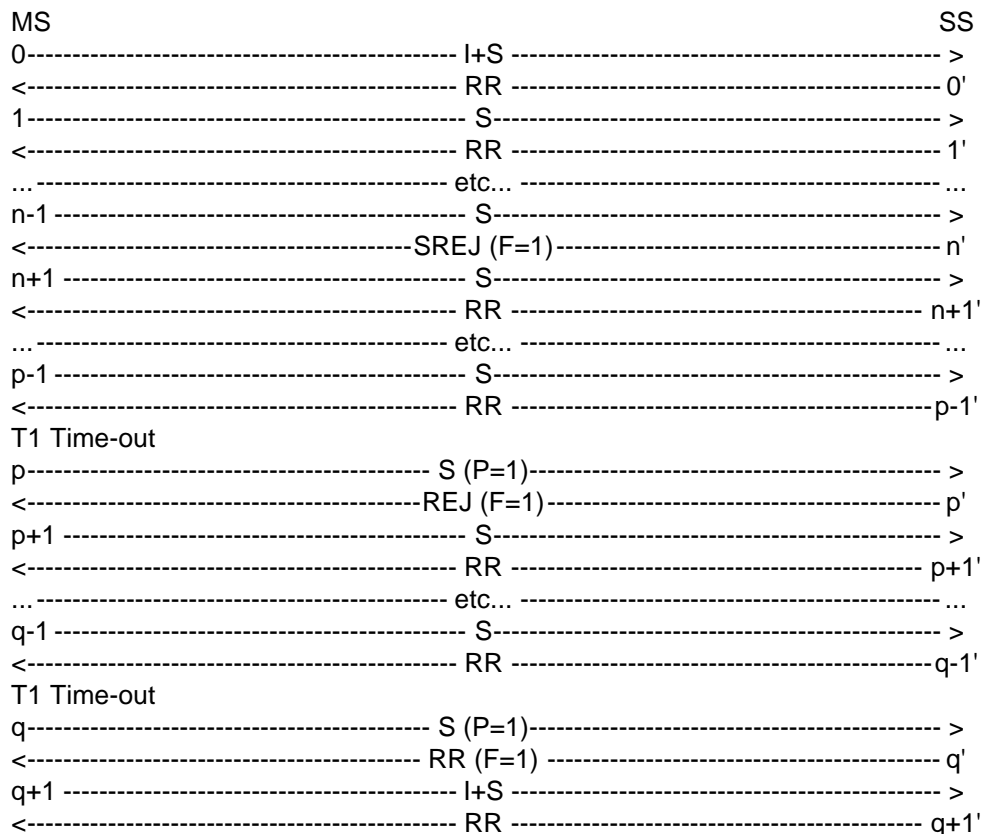 MS SS
0------------------------------------------------ I+S ------------------------------------------------ >
<------------------------------------------------ RR ------------------------------------------------ 0'
1------------------------------------------------- S-------------------------------------------------- >
<------------------------------------------------ RR ------------------------------------------------ 1'
...---------------------------------------------- etc... ----------------------------------------------- ...
n-1 ---------------------------------------------- S-------------------------------------------------- >
<-------------------------------------------SREJ (F=1)------------------------------------------- n'
n+1 --------------------------------------------- S-------------------------------------------------- >
<------------------------------------------------ RR ---------------------------------------------- n+1'
...---------------------------------------------- etc... ----------------------------------------------- ...
p-1 ---------------------------------------------- S-------------------------------------------------- >
<------------------------------------------------ RR -----------------------------------------------p-1'
T1 Time-out
p--------------------------------------------- S (P=1)---------------------------------------------- >
<--------------------------------------------REJ (F=1)-------------------------------------------- p'
p+1 --------------------------------------------- S-------------------------------------------------- >
<------------------------------------------------ RR ---------------------------------------------- p+1'
...---------------------------------------------- etc... ----------------------------------------------- ...
q-1 ---------------------------------------------- S-------------------------------------------------- >
<------------------------------------------------ RR -----------------------------------------------q-1'
T1 Time-out
q--------------------------------------------- S (P=1)---------------------------------------------- >
<-------------------------------------------- RR (F=1) -------------------------------------------- q'
q+1 -------------------------------------------- I+S ------------------------------------------------ >
<------------------------------------------------ RR ---------------------------------------------- q+1'